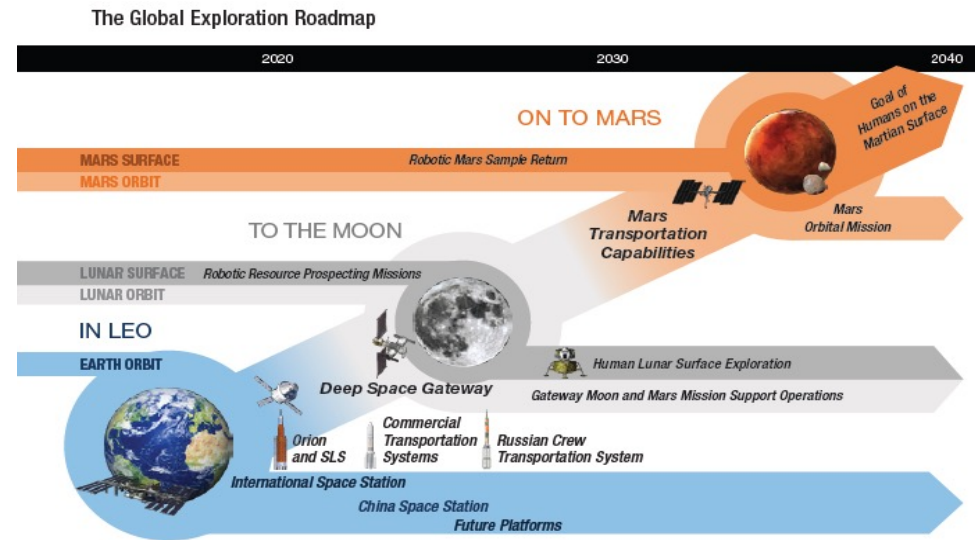 The Global Exploration Roadmap
2020
2030
2040
ON TO MARS
Goal of
Humans on the
Martian Surface
MARS SURFACE
Robotic Mars Sample Return
MARS ORBIT
Mars
Transportation
Capabilities
Mars
Orbital Mission
TO THE MOON
LUNAR SURFACE
Robotic Resource Prospecting Missions
LUNAR ORBIT
IN LEO
EARTH ORBIT
Human Lunar Surface Exploration
Deep Space Gateway
Gateway Moon and Mars Mission Support Operations
Orion
and SLS
Commercial
Transportation
Systems
Russian Crew
Transportation System
International Space Station
China Space Station
Future Platforms